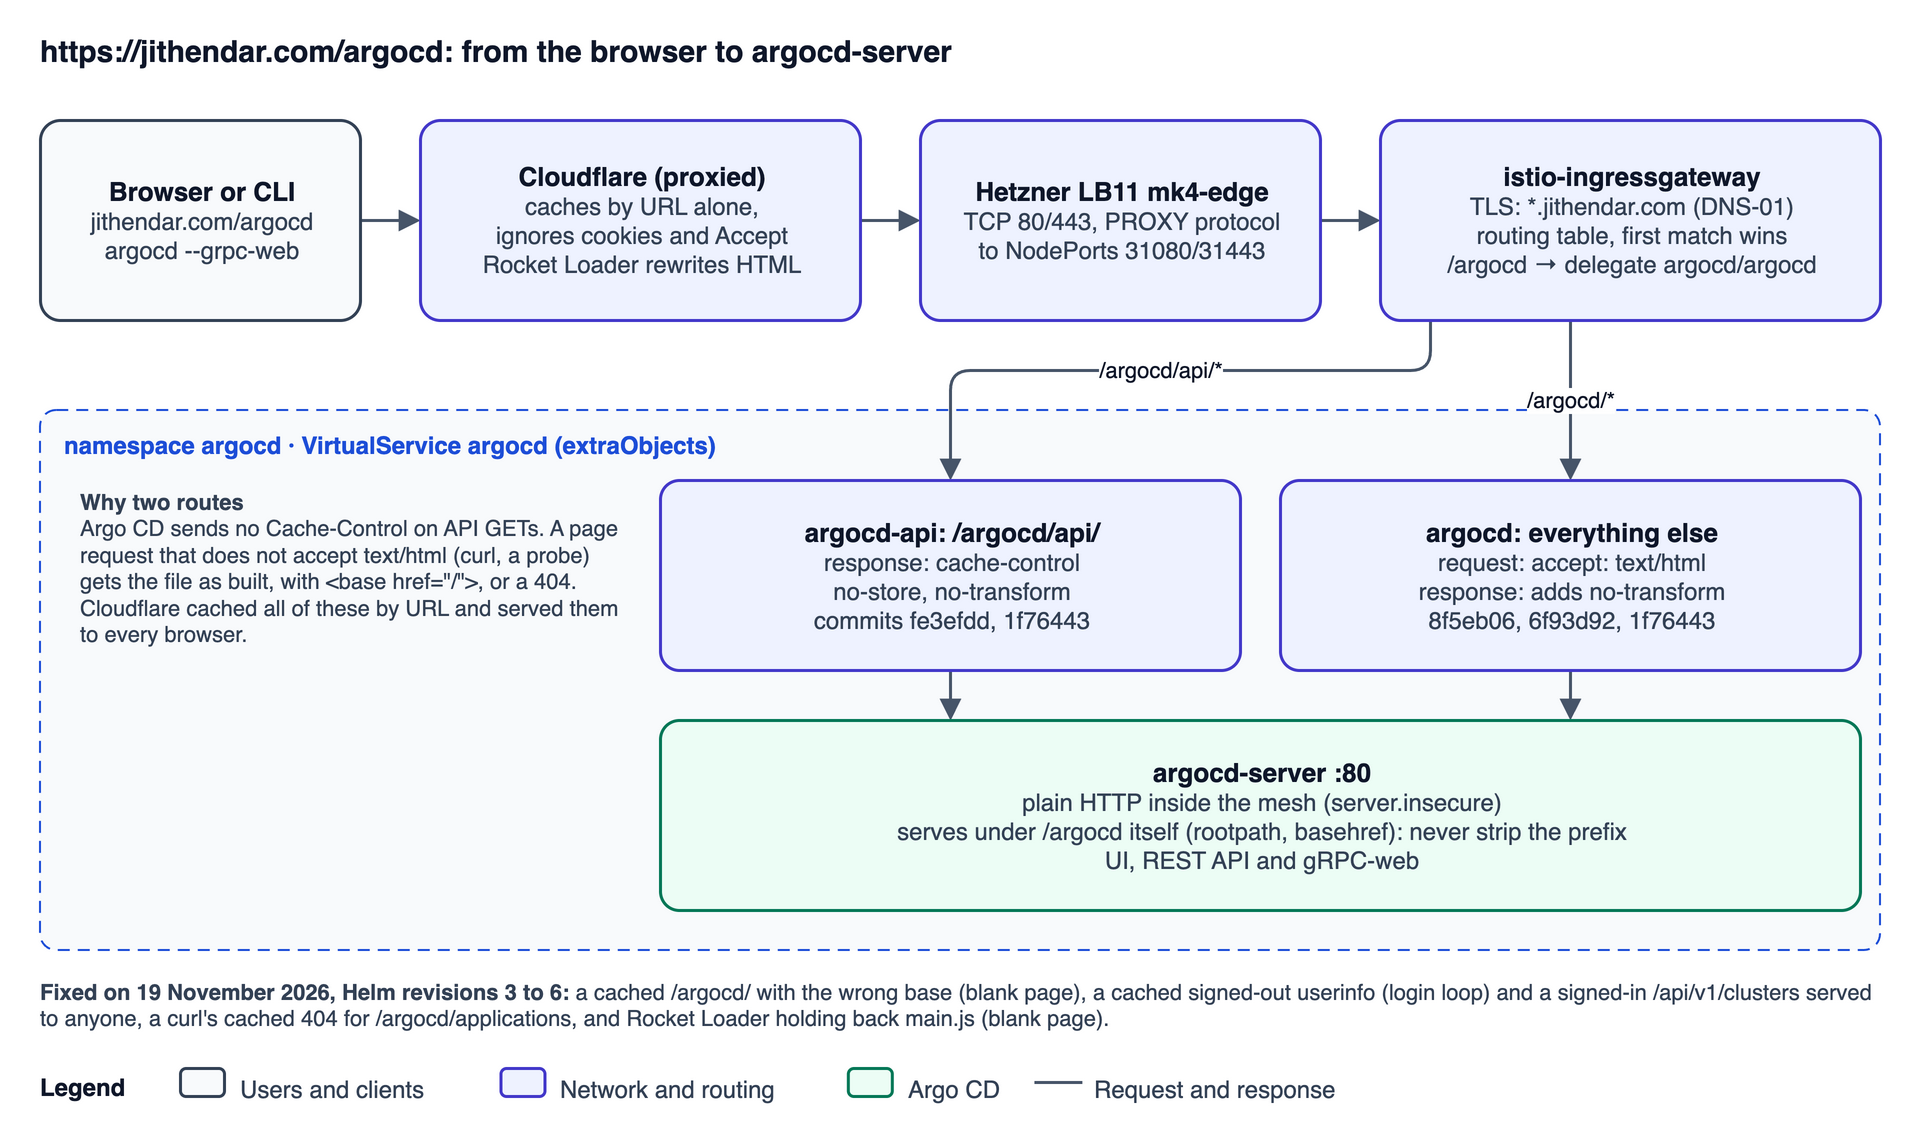 https://jithendar.com/argocd: from the browser to argocd-server
Browser or CLI
jithendar.com/argocd
argocd --grpc-web
Cloudflare (proxied)
caches by URL alone,
ignores cookies and Accept
Rocket Loader rewrites HTML
Hetzner LB11 mk4-edge
TCP 80/443, PROXY protocol
to NodePorts 31080/31443
istio-ingressgateway
TLS: *.jithendar.com (DNS-01)
routing table, first match wins
/argocd → delegate argocd/argocd
/argocd/api/*
/argocd/*
namespace argocd · VirtualService argocd (extraObjects)
Why two routes
Argo CD sends no Cache-Control on API GETs. A page
request that does not accept text/html (curl, a probe)
gets the file as built, with <base href="/">, or a 404.
Cloudflare cached all of these by URL and served them
to every browser.
argocd-api: /argocd/api/
response: cache-control
no-store, no-transform
commits fe3efdd, 1f76443
argocd: everything else
request: accept: text/html
response: adds no-transform
8f5eb06, 6f93d92, 1f76443
argocd-server :80
plain HTTP inside the mesh (server.insecure)
serves under /argocd itself (rootpath, basehref): never strip the prefix
UI, REST API and gRPC-web
Fixed on 19 November 2026, Helm revisions 3 to 6: a cached /argocd/ with the wrong base (blank page), a cached signed-out userinfo (login loop) and a signed-in /api/v1/clusters served
to anyone, a curl's cached 404 for /argocd/applications, and Rocket Loader holding back main.js (blank page).
Legend
Users and clients
Network and routing
Argo CD
Request and response